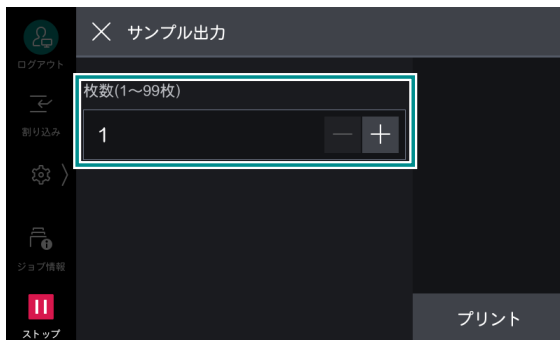 サンプル出力
ログアウト
枚数(1～99枚)
1
割り込み
ジョブ情報
ストップ
プリント